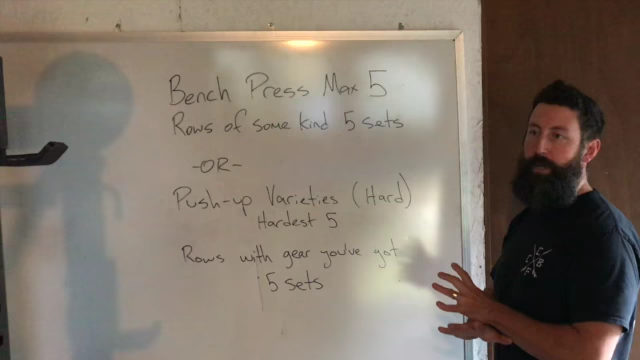 Bench Press Max 5
Rows of some kind 5 sets
-OR-
Push-up Varieties (Hard)
Hardest 5
Rows with gear you've got
5 sets